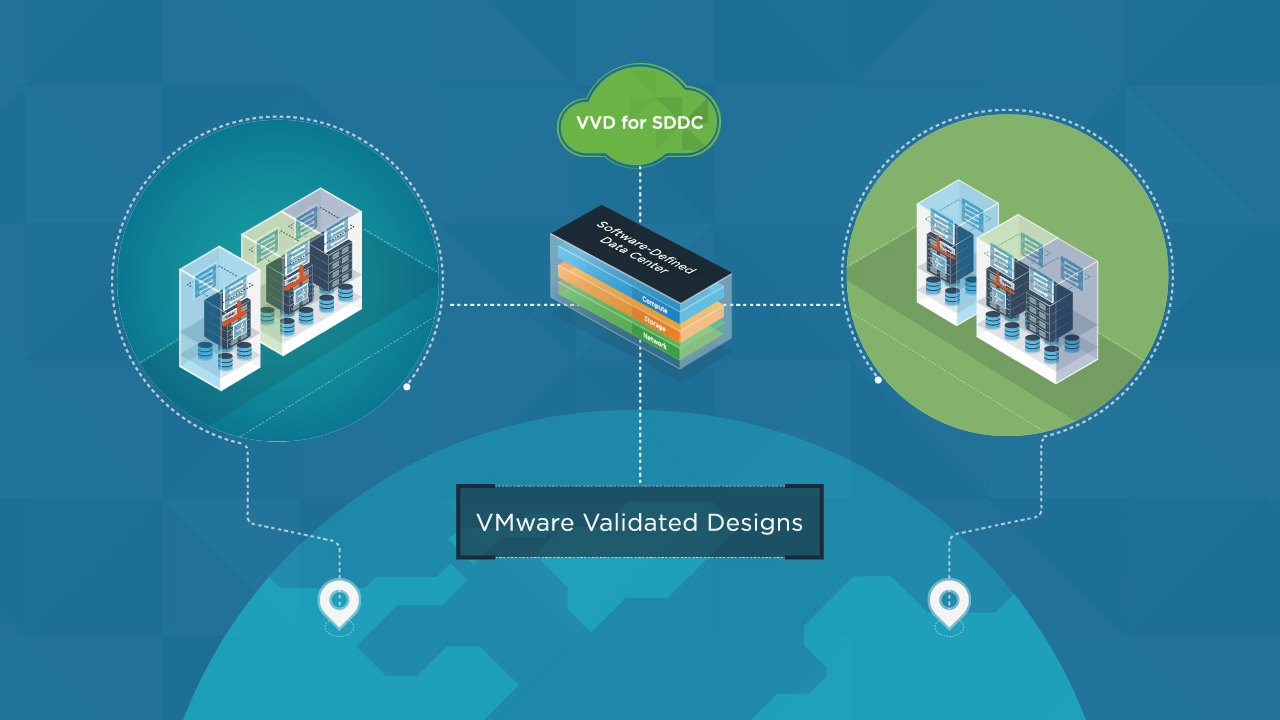 VVD for SDDC
Software-Defined
Data Center
Compute
Storage
Network
VMware Validated Designs